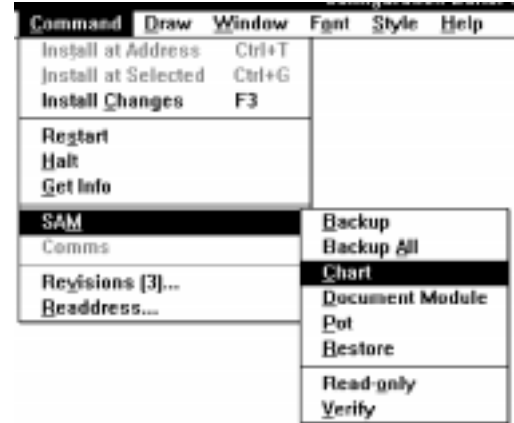 Command Draw Window Font Style Help
Install at Address Ctrl+T
Install at Selected Ctrl+G
Install Changes F3
Restart
Halt
Get Info
SAM
Comms
Revisions (3)...
Readdress...
Backup
Backup All
Chart
Document Module
Pot
Restore
Read-only
Verify